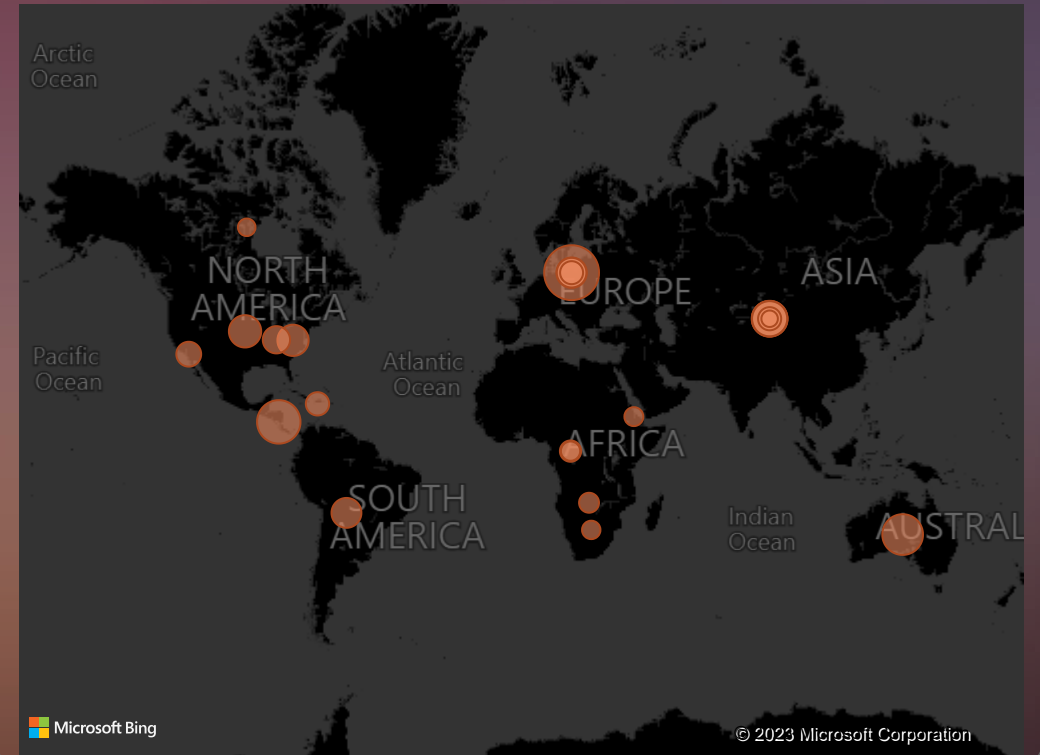 Arctic
Ocean
NORTH
AMERICA
EUROPE
ASIA
Pacific
Ocean
Atlantic
Ocean
AFRICA
SOUTH
AMERICA
Indian
Ocean
AUSTRAL
Microsoft Bing
© 2023 Microsoft Corporation